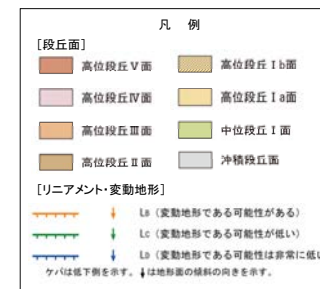 凡 例
[段丘面]
高位段丘Ⅴ面
高位段丘Ⅰb面
高位段丘Ⅳ面
高位段丘Ⅰa面
高位段丘Ⅲ面
中位段丘Ⅰ面
高位段丘Ⅱ面
沖積段丘面
[リニアメント・変動地形]
LB (変動地形である可能性がある)
LC (変動地形である可能性が低い)
LD (変動地形である可能性は非常に低い
ケバは低下側を示す。↓は地形面の傾斜の向きを示す。